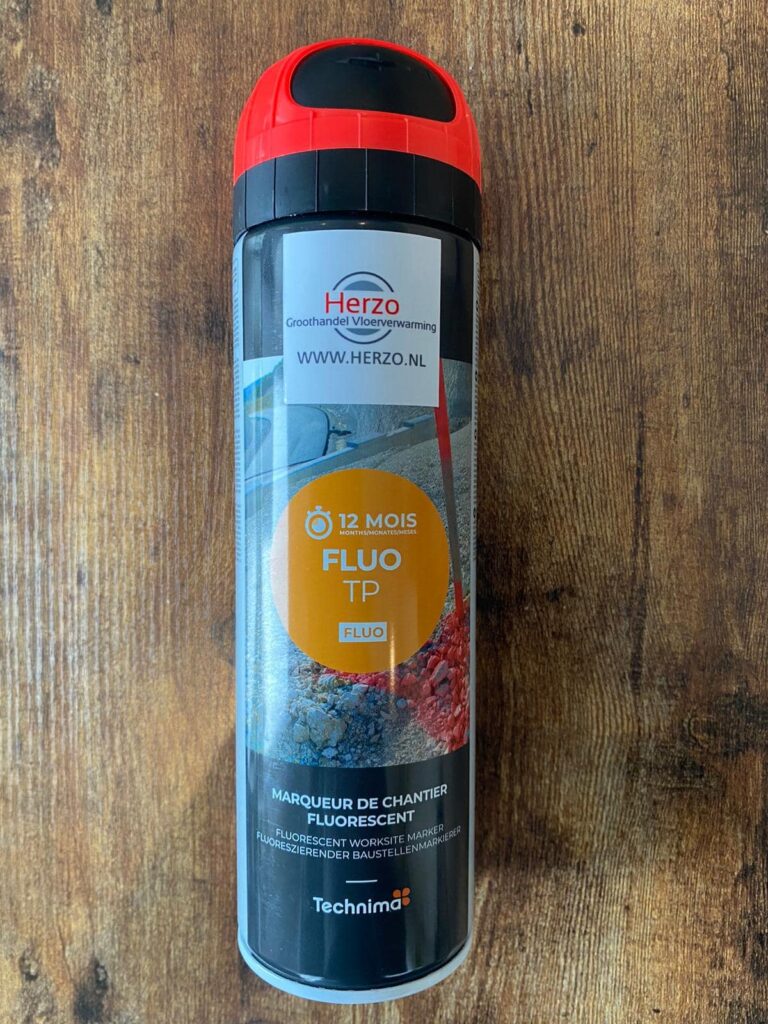 Herzo
Groothandel Vloerverwarming
WWW.HERZO.NL
12 MOIS
MONTHS/MONATES/MESES
FLUO
TP
FLUO
MARQUEUR DE CHANTIER
FLUORESCENT
FLUORESCENT WORKSITE MARKER
FLUORESZIERENDER BAUSTELLENMARKIERER
Technima